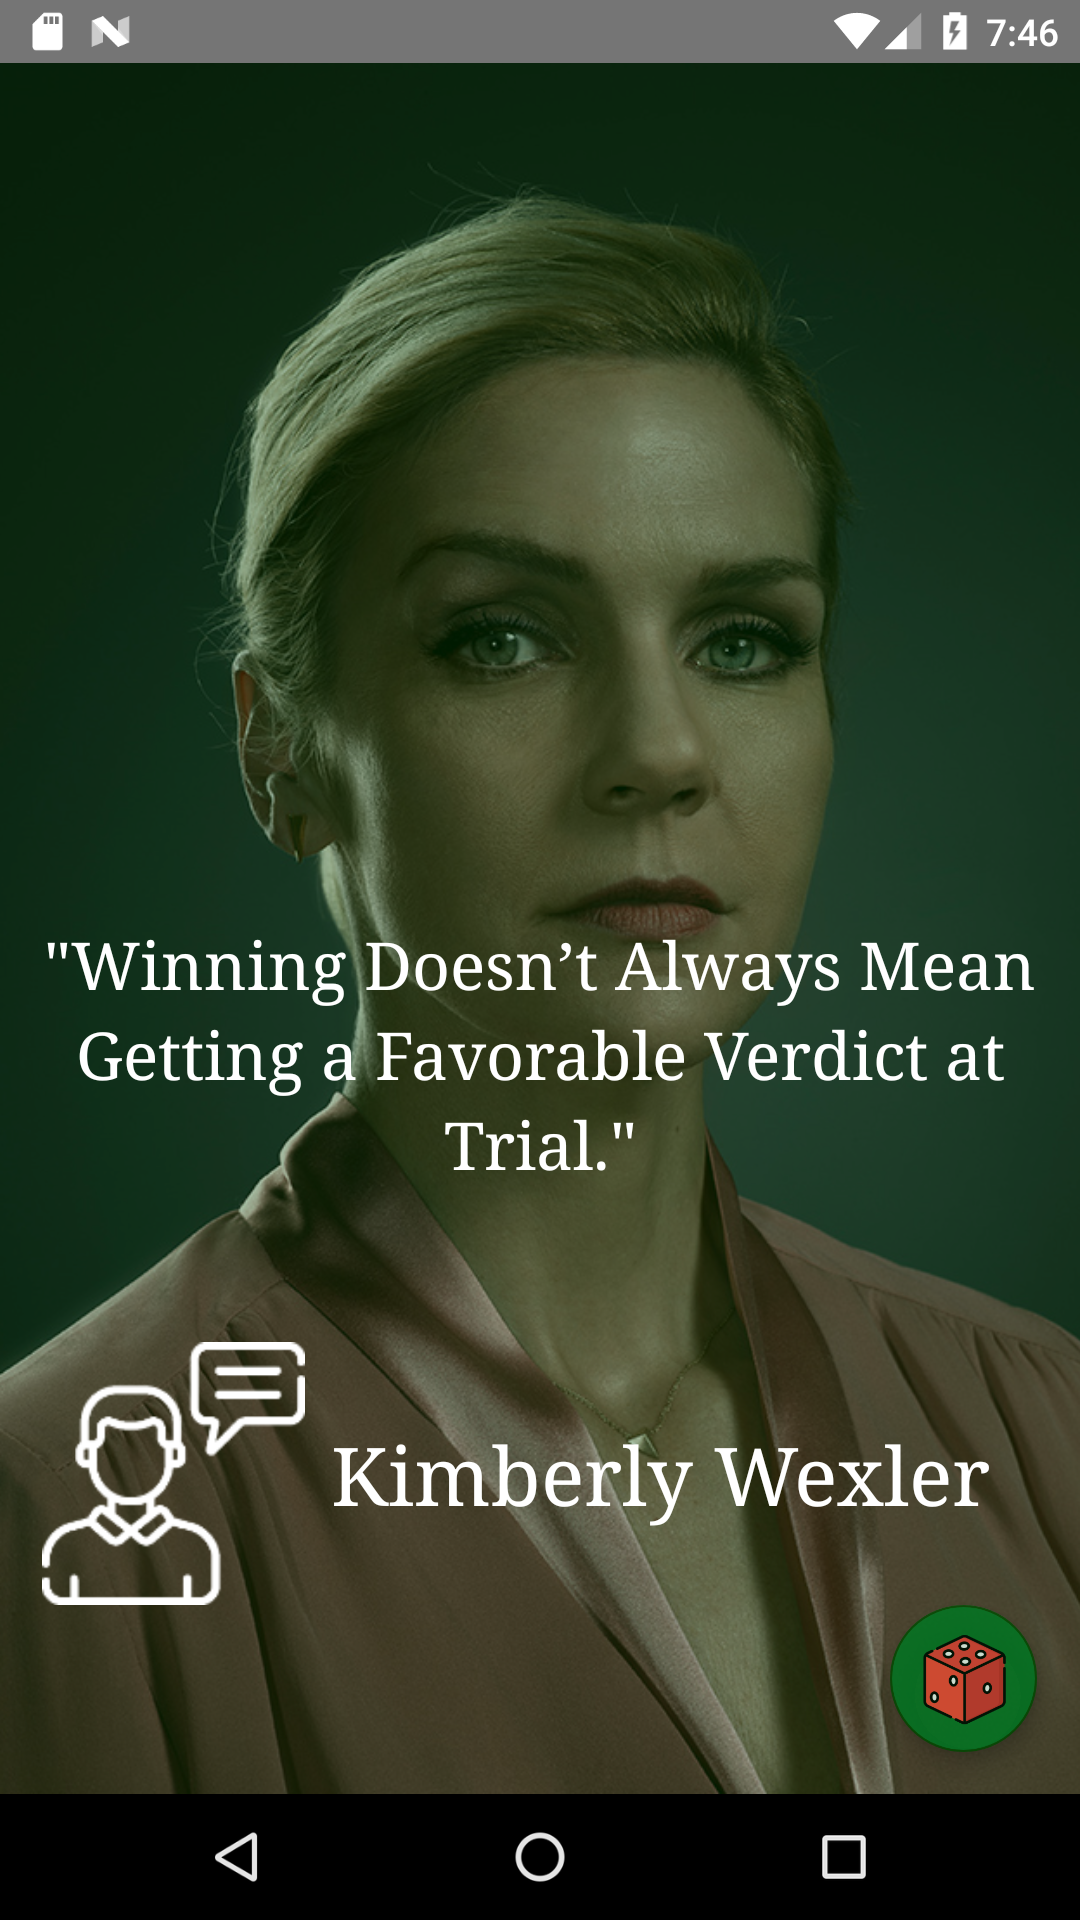 7:46
"Winning Doesn’t Always Mean
Getting a Favorable Verdict at
Trial."
Kimberly Wexler